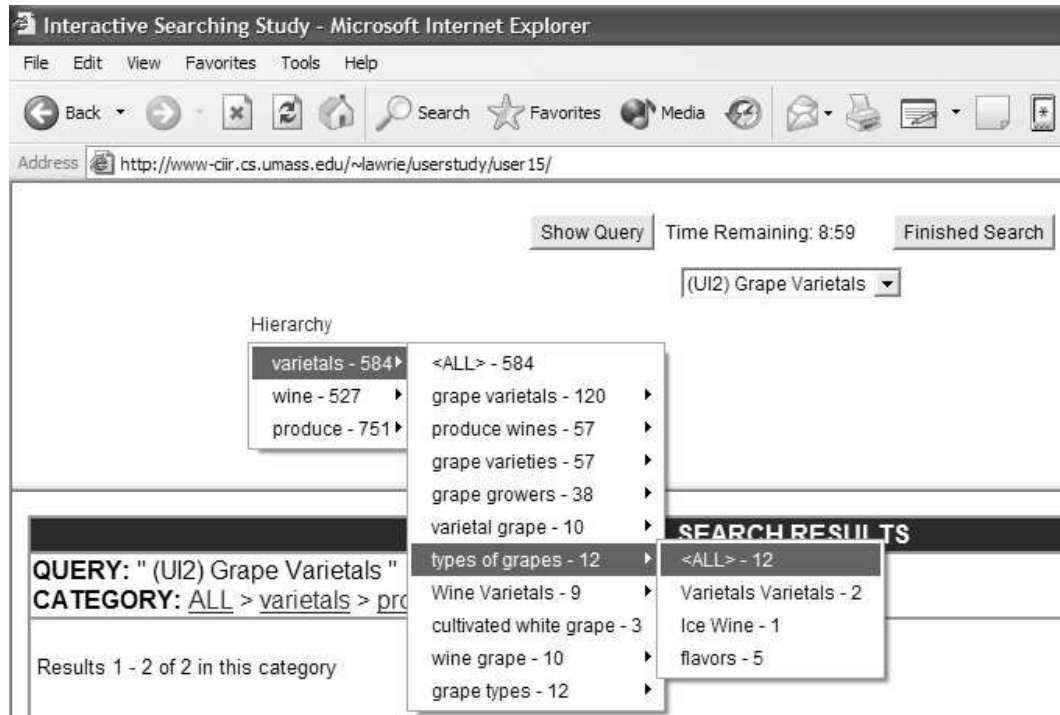 Interactive Searching Study - Microsoft Internet Explorer
File Edit View Favorites Tools Help
Back Search Favorites Media
Address http://www-ciir.cs.umass.edu/~lawrie/userstudy/user15/
Show Query Time Remaining: 8:59 Finished Search
(UI2) Grape Varietals
Hierarchy
varietals - 584
wine - 527
produce - 751
<ALL> - 584
grape varietals - 120
produce wines - 57
grape varieties - 57
grape growers - 38
varietal grape - 10
types of grapes - 12
Wine Varietals - 9
cultivated white grape - 3
wine grape - 10
grape types - 12
<ALL> - 12
Varietals Varietals - 2
Ice Wine - 1
flavors - 5
SEARCH RESULTS
QUERY: " (UI2) Grape Varietals "
CATEGORY: ALL > varietals >
Results 1 - 2 of 2 in this category